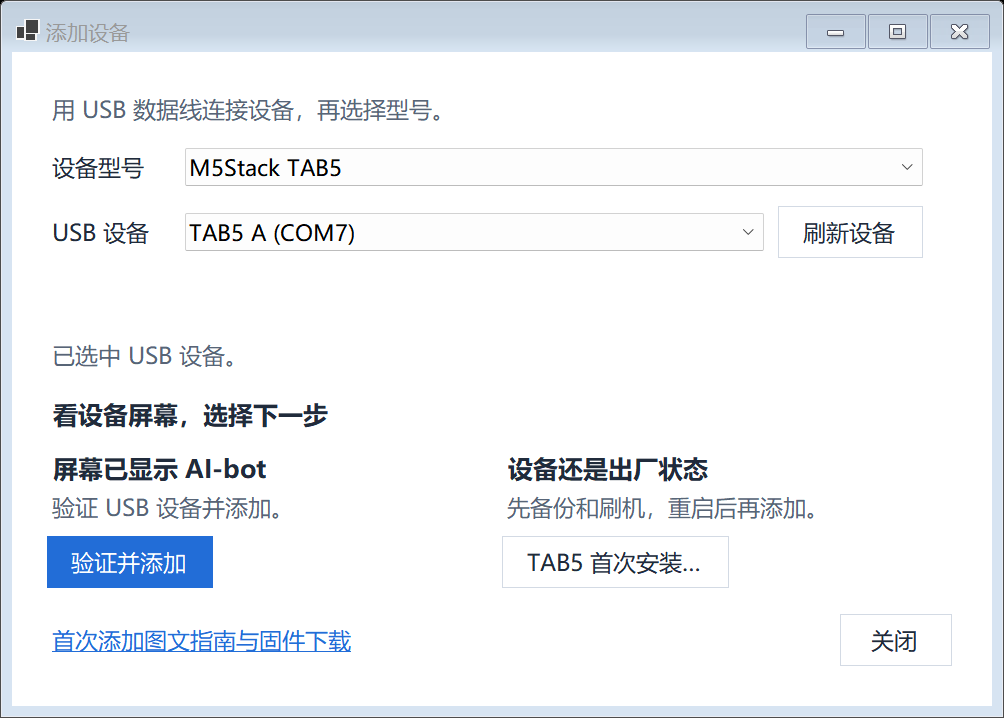 添加设备
用 USB 数据线连接设备，再选择型号。
设备型号 M5Stack TAB5
USB 设备 TAB5 A (COM7) 刷新设备
已选中 USB 设备。
看设备屏幕，选择下一步
屏幕已显示 AI-bot
验证 USB 设备并添加。
验证并添加
设备还是出厂状态
先备份和刷机，重启后再添加。
TAB5 首次安装...
首次添加图文指南与固件下载
关闭